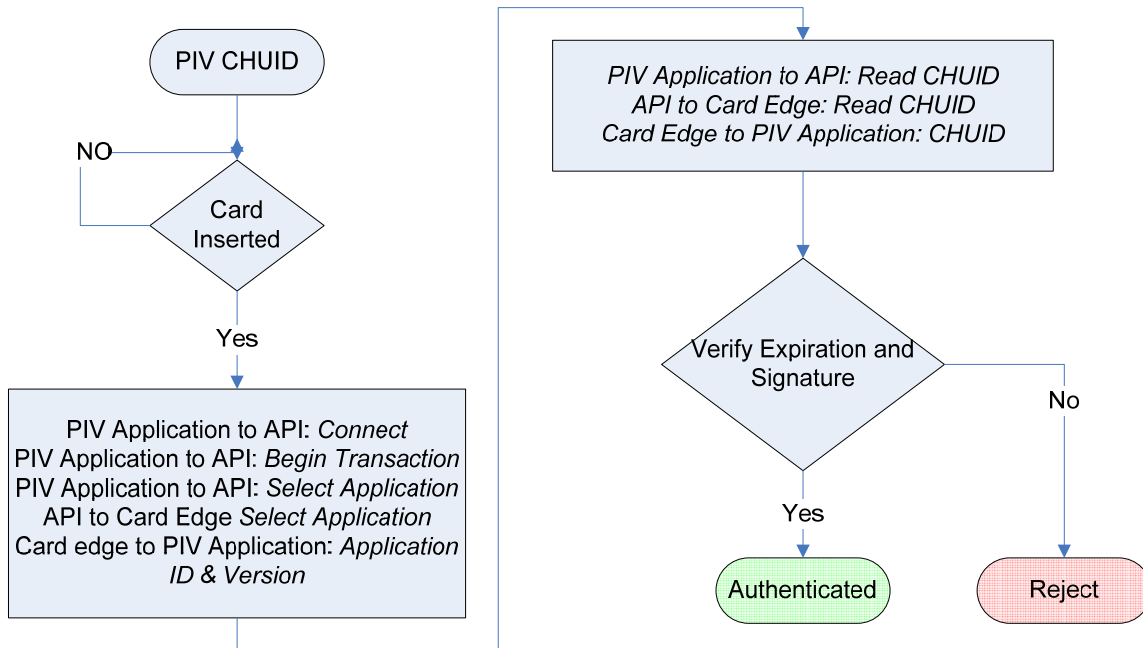 PIV CHUID
NO
Card
Inserted
Yes
PIV Application to API: Connect
PIV Application to API: Begin Transaction
PIV Application to API: Select Application
API to Card Edge Select Application
Card edge to PIV Application: Application
ID & Version
PIV Application to API: Read CHUID
API to Card Edge: Read CHUID
Card Edge to PIV Application: CHUID
Verify Expiration and
Signature
No
Yes
Authenticated
Reject